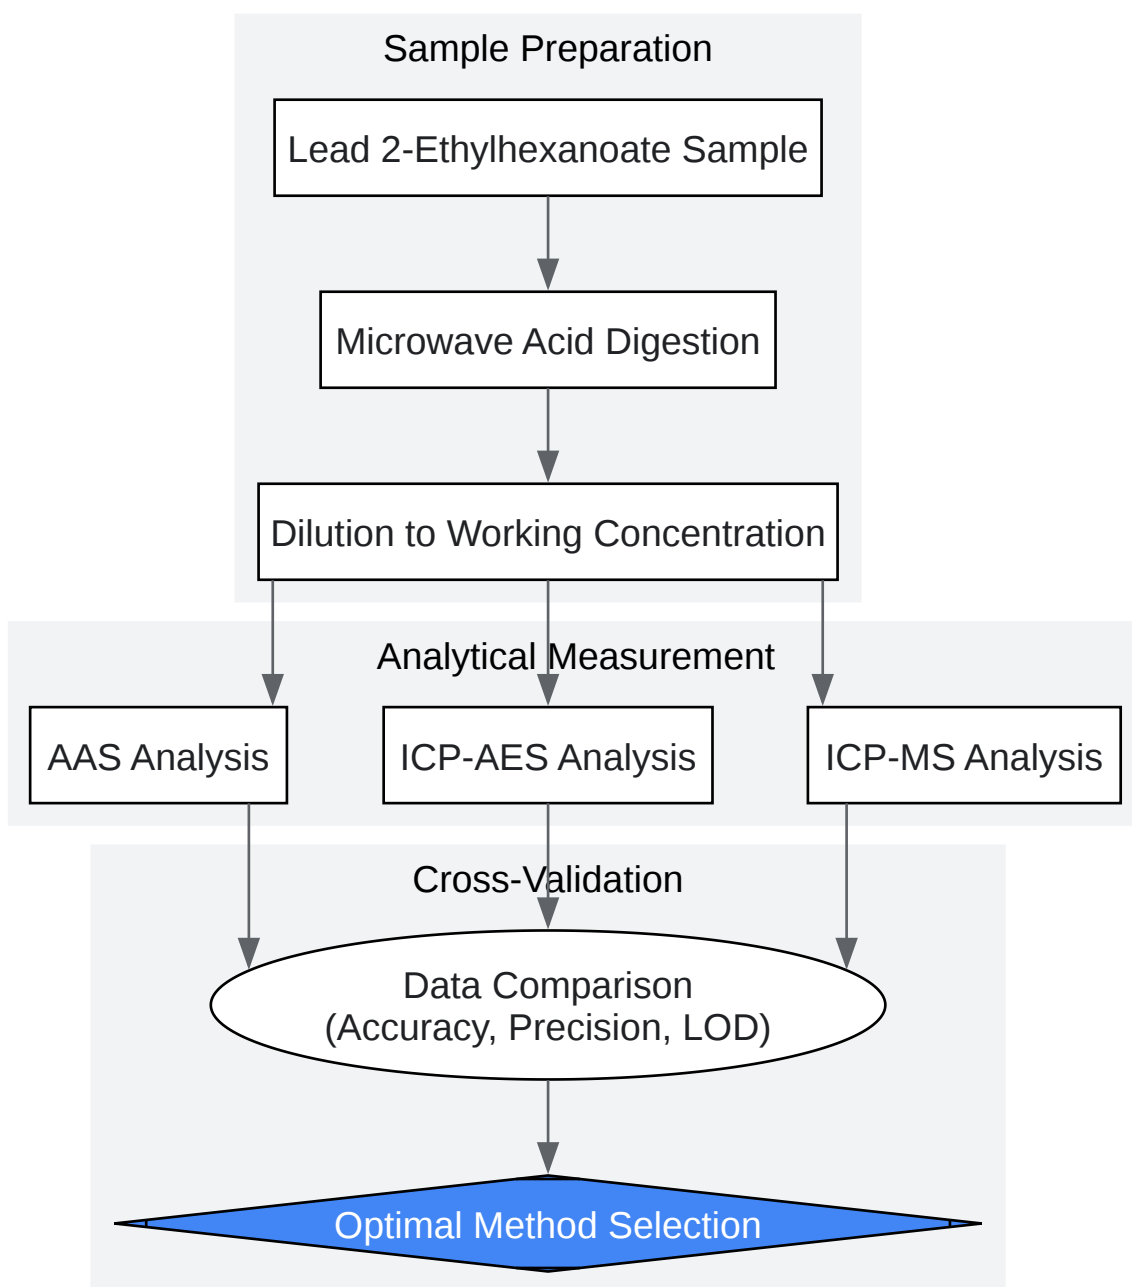 Sample Preparation
Lead 2-Ethylhexanoate Sample
Microwave Acid Digestion
Dilution to Working Concentration
Analytical Measurement
AAS Analysis
ICP-AES Analysis
ICP-MS Analysis
Cross-Validation
Data Comparison
(Accuracy, Precision, LOD)
Optimal Method Selection